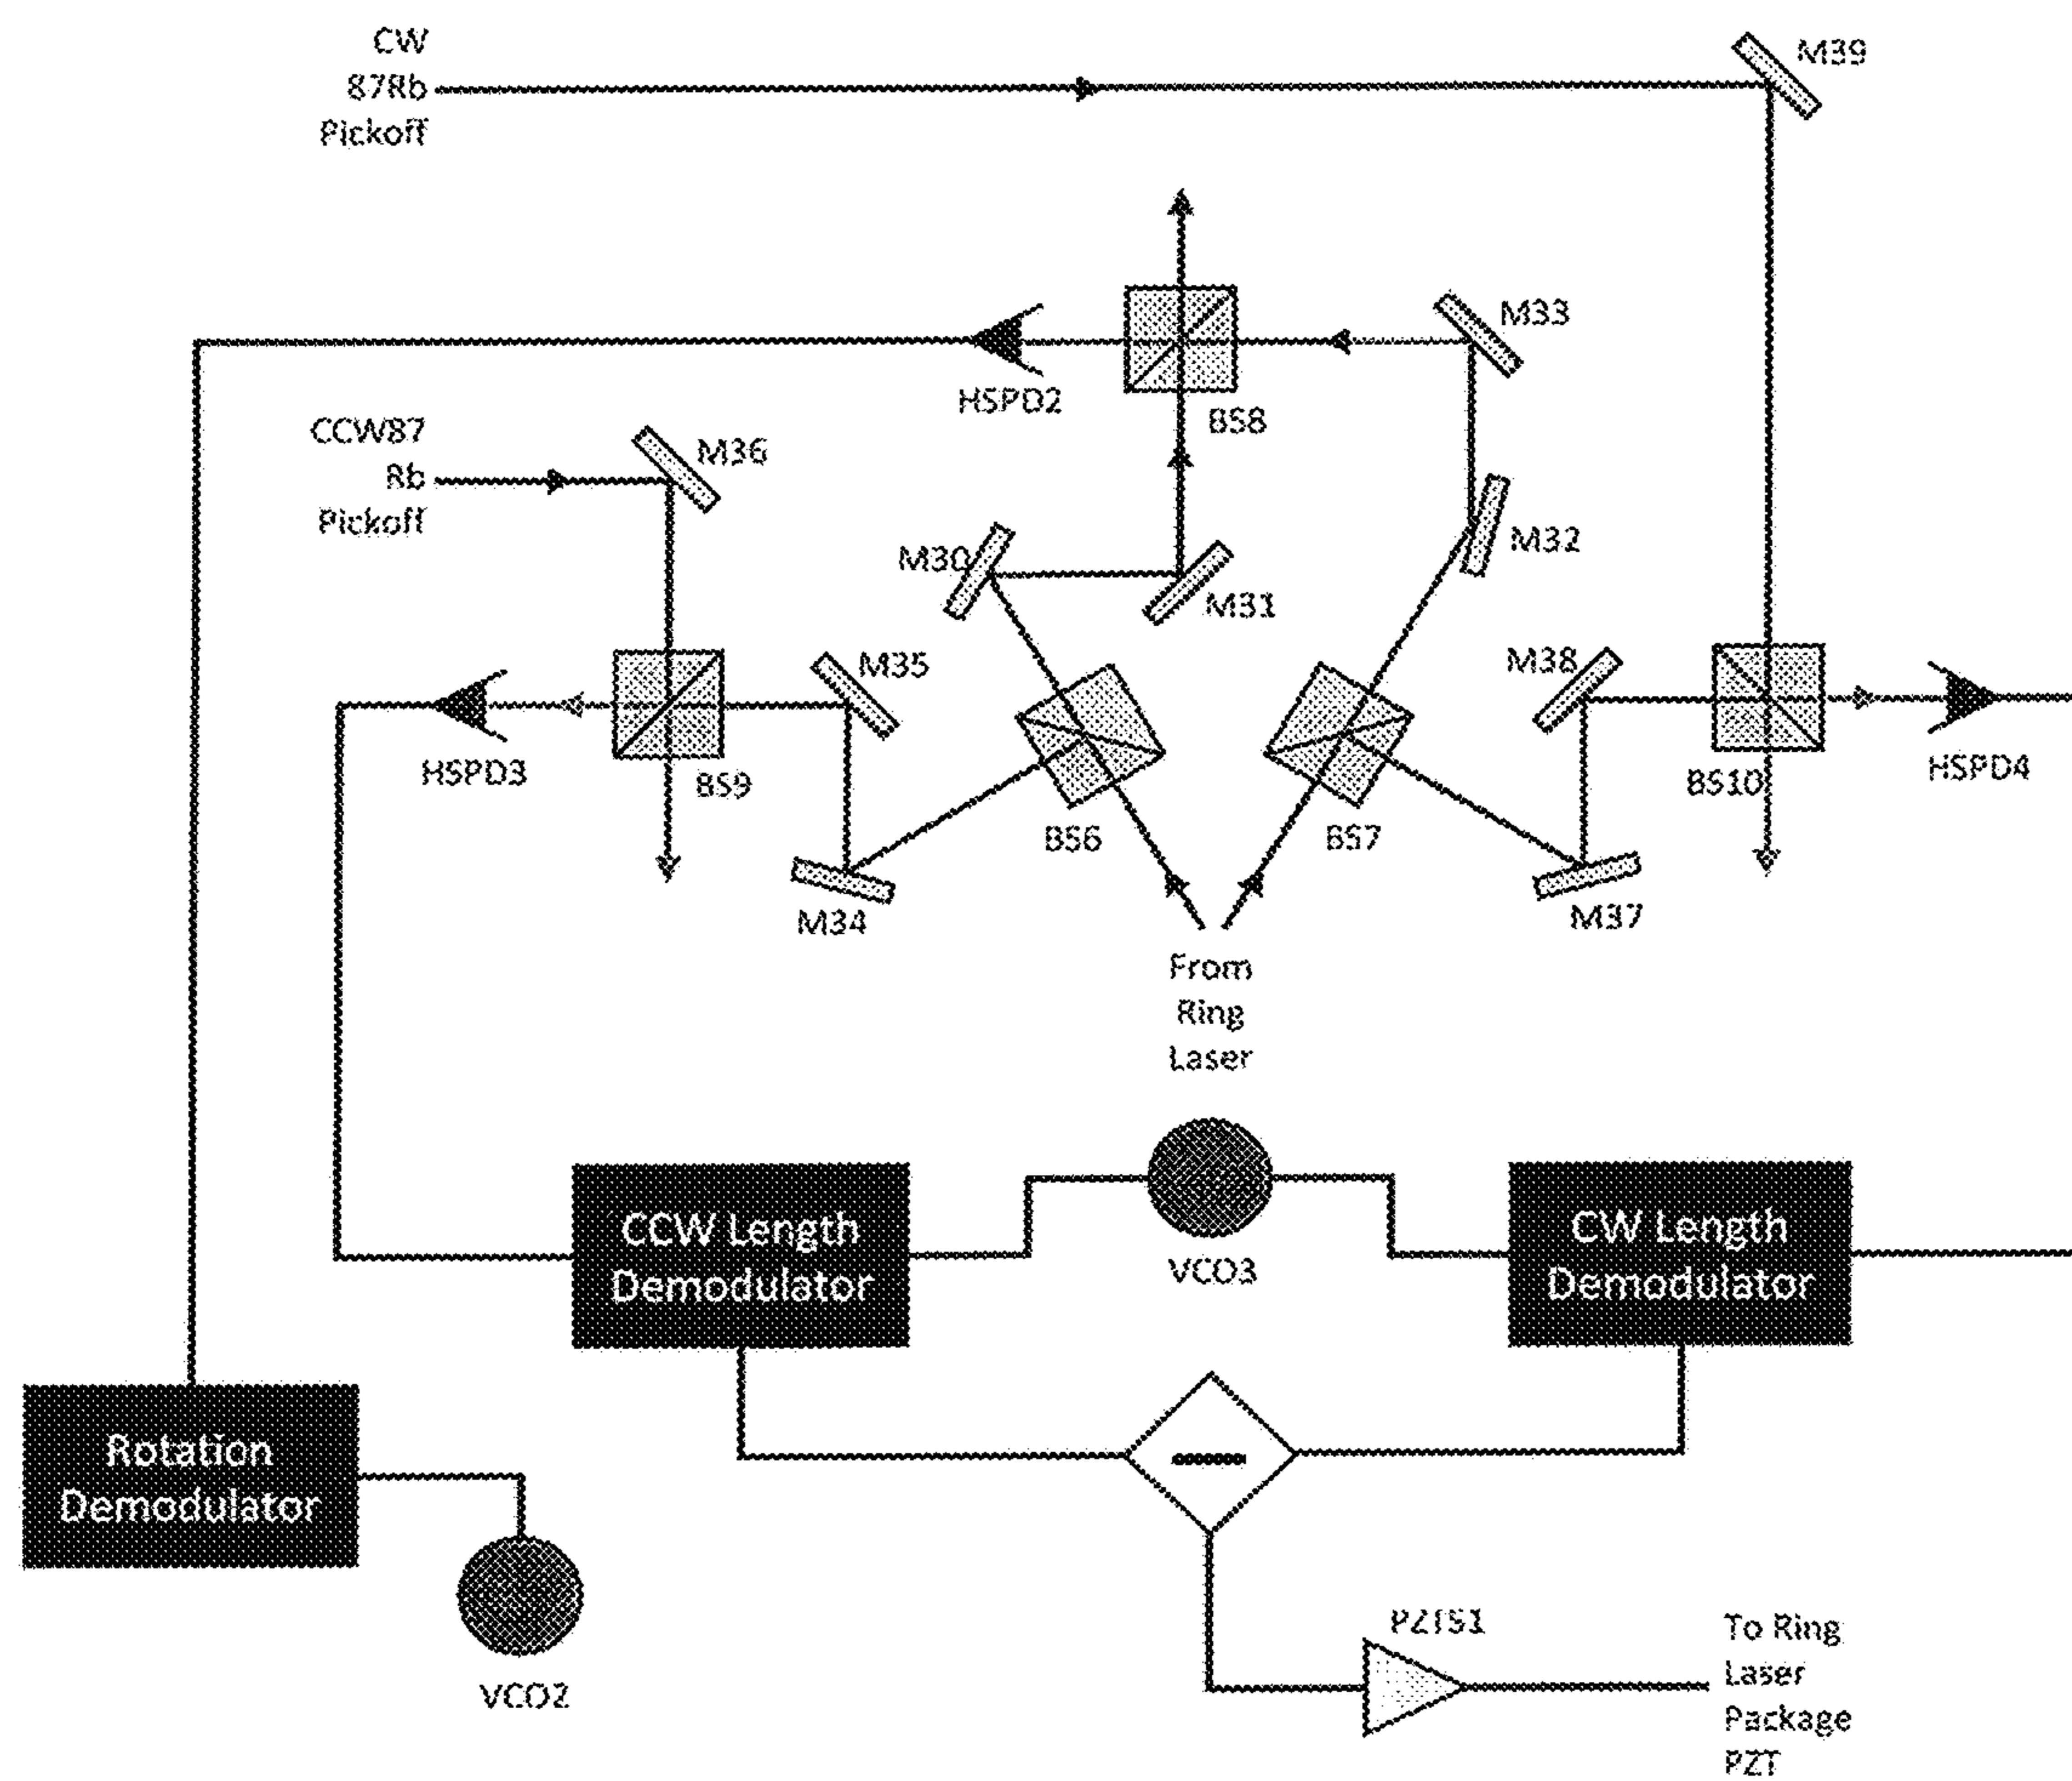 CW
87Rb
Pickoff
M39
M33
HSPD2
BS8
CCW87
Rb
Pickoff
M36
M30
M31
M32
M35
M38
HSPD3
BS9
BS6
BS7
BS10
HSPD4
M34
M37
From
Ring
Laser
CCW Length
Demodulator
VCO3
CW Length
Demodulator
Rotation
Demodulator
VCO2
PZTS1
To Ring
Laser
Package
PZT